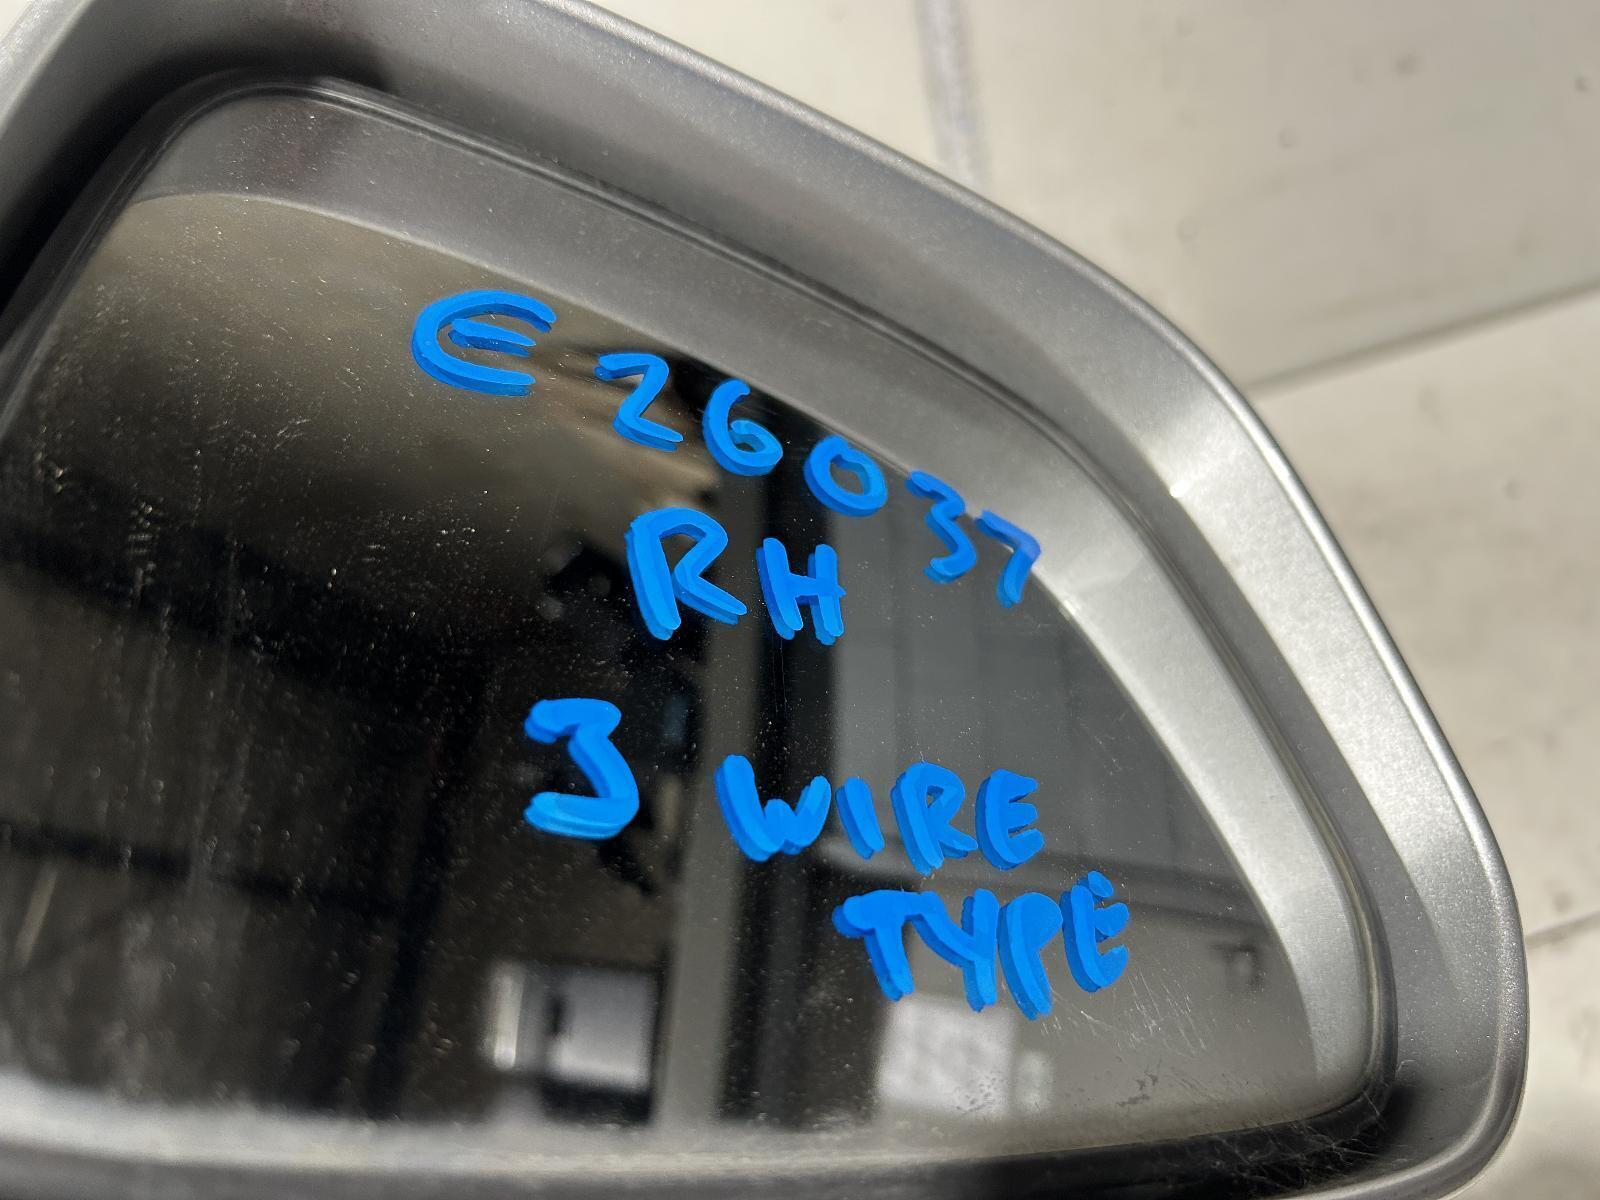 E26037
RH
3 WIRE
TYPE